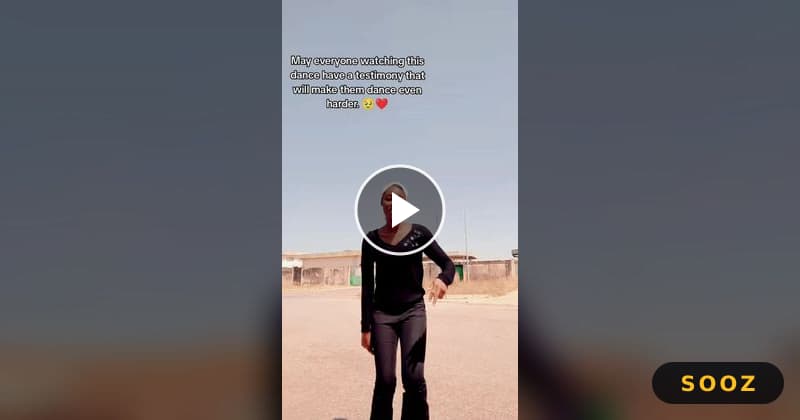 May everyone watching this
dance have a testimony that
will make them dance even
harder. 🥺❤️
SOOZ